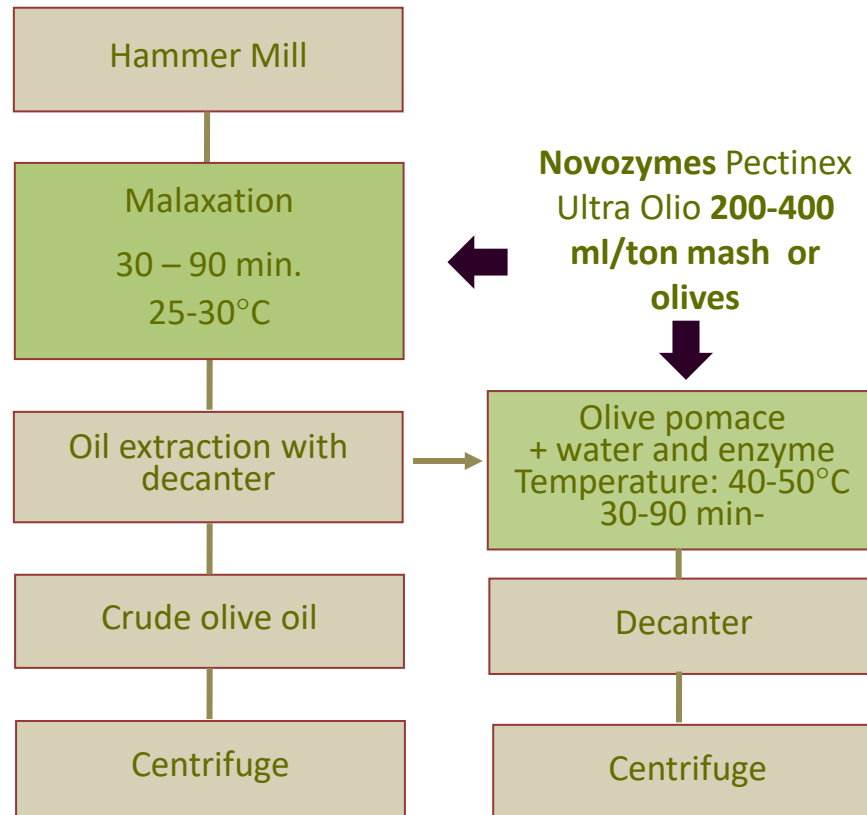 Hammer Mill
Malaxation
30 – 90 min.
25-30°C
Novozymes Pectinex
Ultra Olio 200-400
ml/ton mash or
olives
Oil extraction with
decanter
Olive pomace
+ water and enzyme
Temperature: 40-50°C
30-90 min-
Crude olive oil
Decanter
Centrifuge
Centrifuge